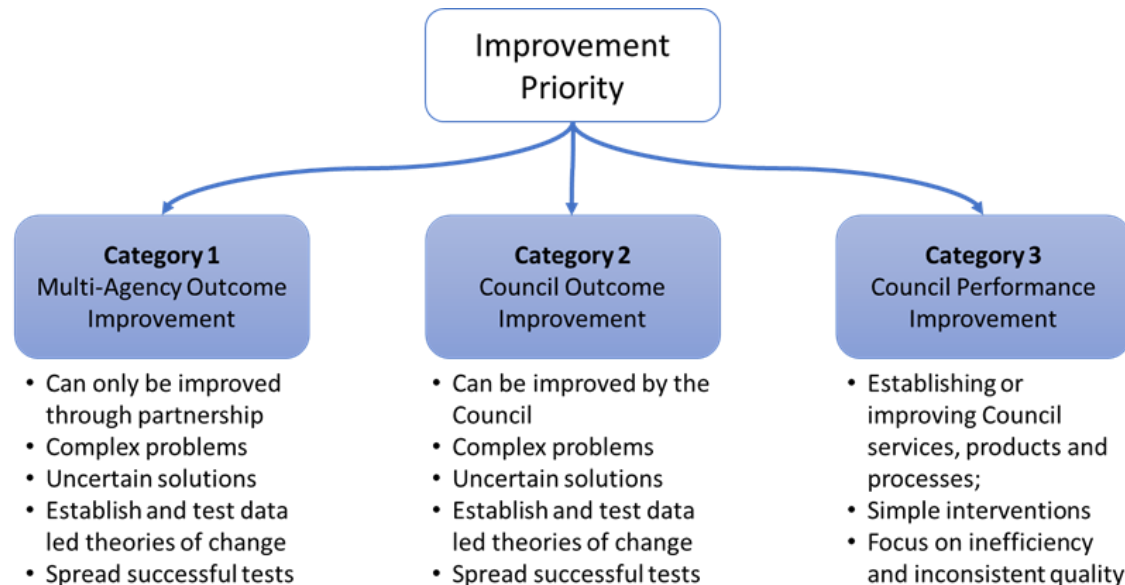 Improvement
Priority
Category 1
Multi-Agency Outcome
Improvement
Category 2
Council Outcome
Improvement
Category 3
Council Performance
Improvement
• Can only be improved
through partnership
• Complex problems
• Uncertain solutions
• Establish and test data
led theories of change
• Spread successful tests
• Can be improved by the
Council
• Complex problems
• Uncertain solutions
• Establish and test data
led theories of change
• Spread successful tests
• Establishing or
improving Council
services, products and
processes;
• Simple interventions
• Focus on inefficiency
and inconsistent quality